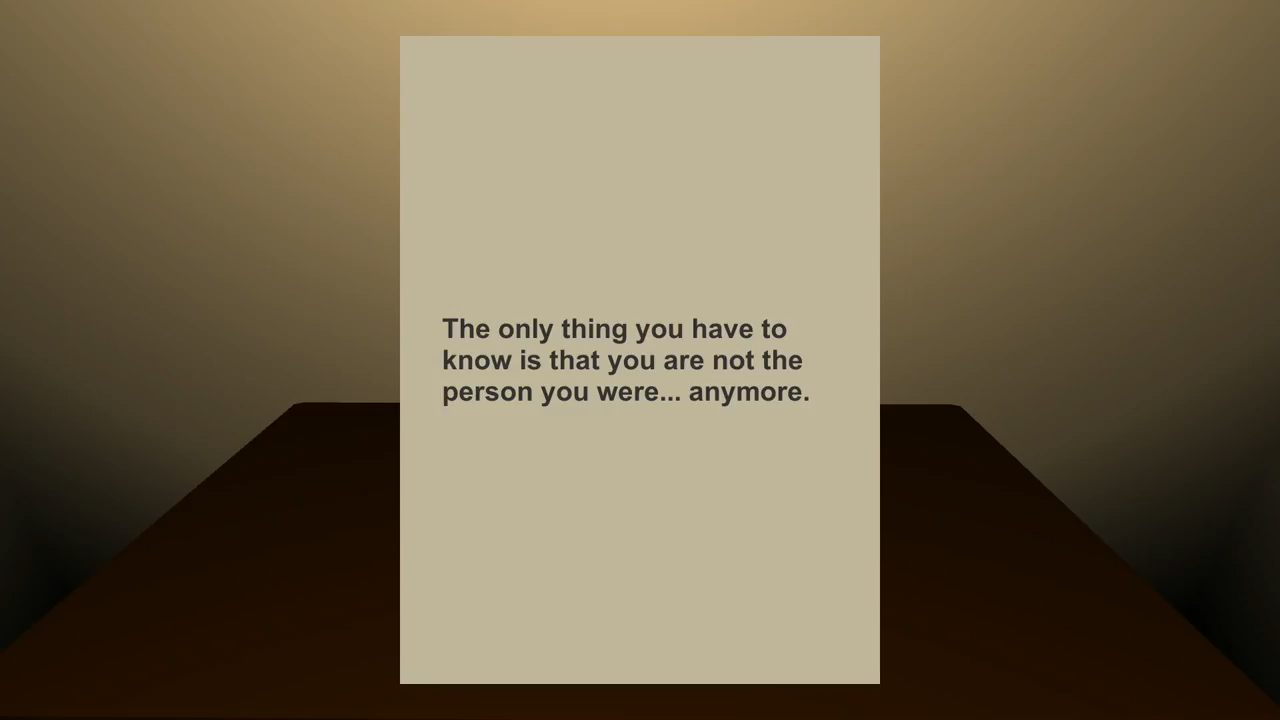 The only thing you have to
know is that you are not the
person you were... anymore.